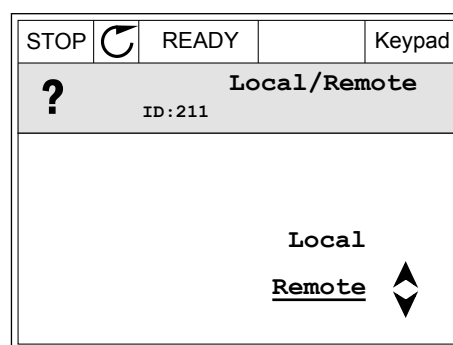 STOP READY Keypad
? Local/Remote
ID:211
Local
Remote